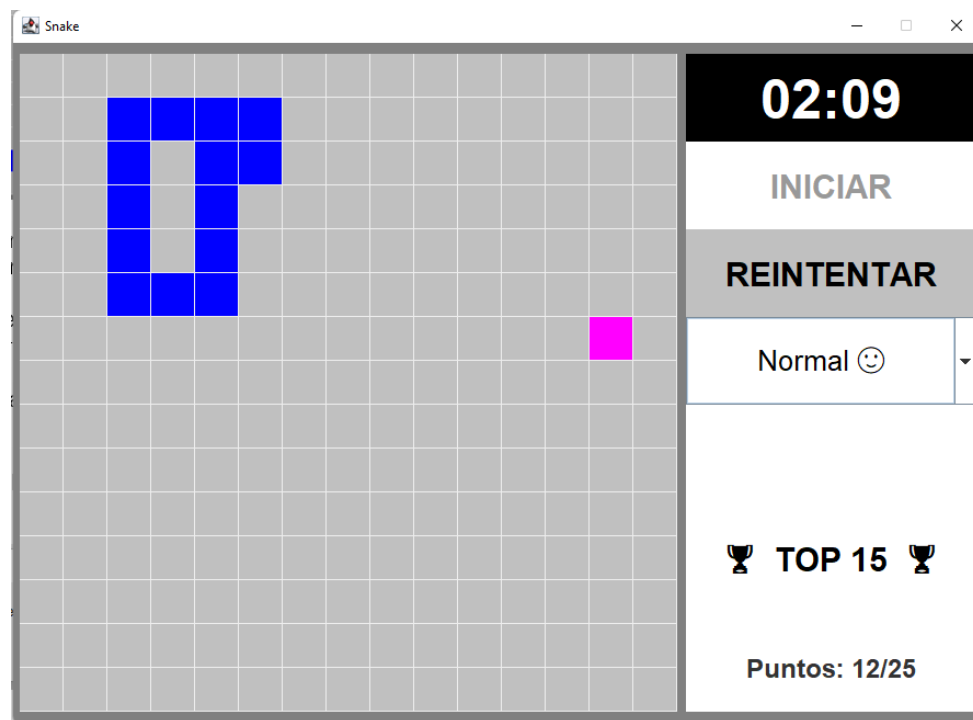 Snake
02:09
INICIAR
REINTENTAR
Normal ☺
🏆 TOP 15 🏆
Puntos: 12/25